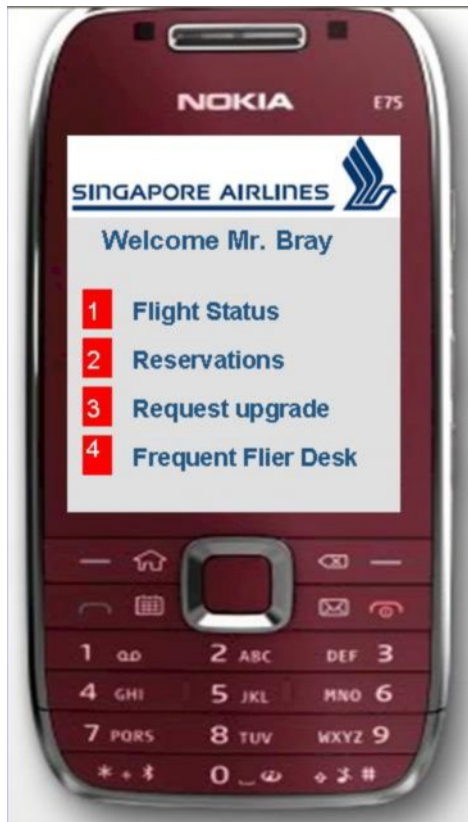 NOKIA E75
SINGAPORE AIRLINES
Welcome Mr. Bray
1 Flight Status
2 Reservations
3 Request upgrade
4 Frequent Flier Desk
1 2 ABC DEF 3
4 GHI 5 JKL MNO 6
7 PQRS 8 TUV WXYZ 9
* + 0 #